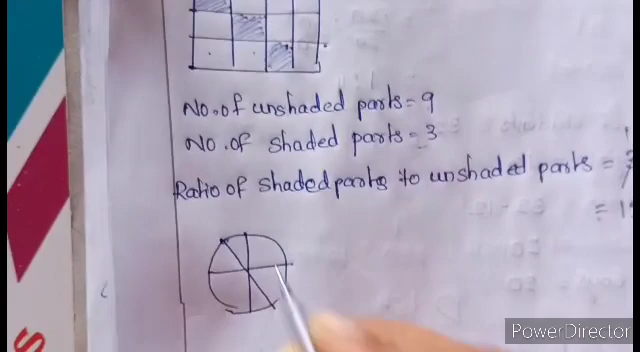 No. of unshaded parts = 9
No. of shaded parts = 3
Ratio of shaded parts to unshaded parts =
=
PowerDirector